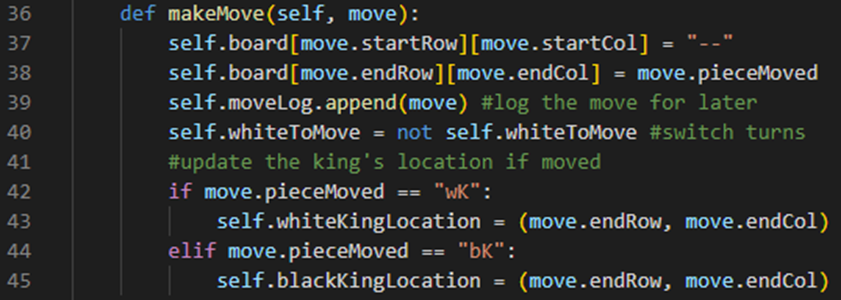 36 def makeMove(self, move):
37 self.board[move.startRow][move.startCol] = "--"
38 self.board[move.endRow][move.endCol] = move.pieceMoved
39 self.moveLog.append(move) #log the move for later
40 self.whiteToMove = not self.whiteToMove #switch turns
41 #update the king's location if moved
42 if move.pieceMoved == "wK":
43 self.whiteKingLocation = (move.endRow, move.endCol)
44 elif move.pieceMoved == "bK":
45 self.blackKingLocation = (move.endRow, move.endCol)